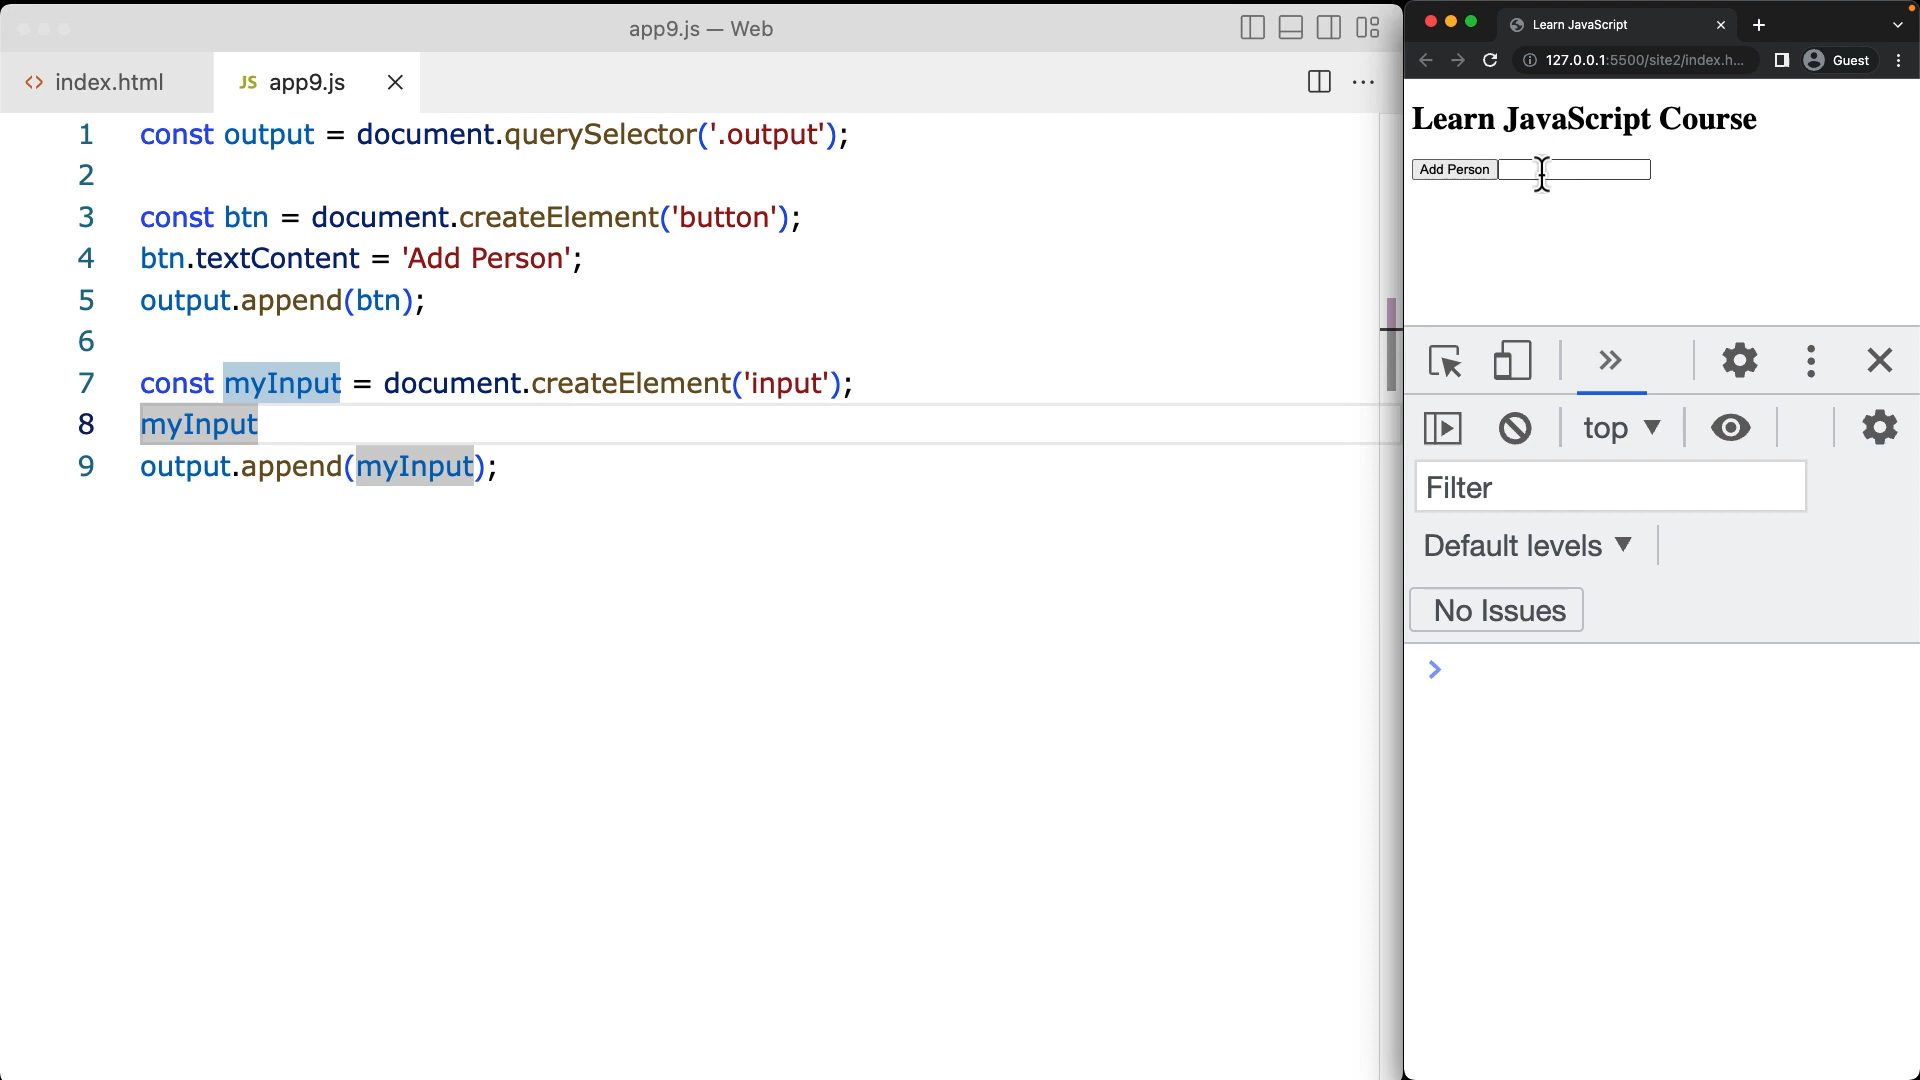 app9.js — Web
index.html
JS app9.js
1 const output = document.querySelector('.output');
2
3 const btn = document.createElement('button');
4 btn.textContent = 'Add Person';
5 output.append(btn);
6
7 const myInput = document.createElement('input');
8 myInput
9 output.append(myInput);
Learn JavaScript
127.0.0.1:5500/site2/index.h...
Guest
Learn JavaScript Course
Add Person
top
Filter
Default levels
No Issues